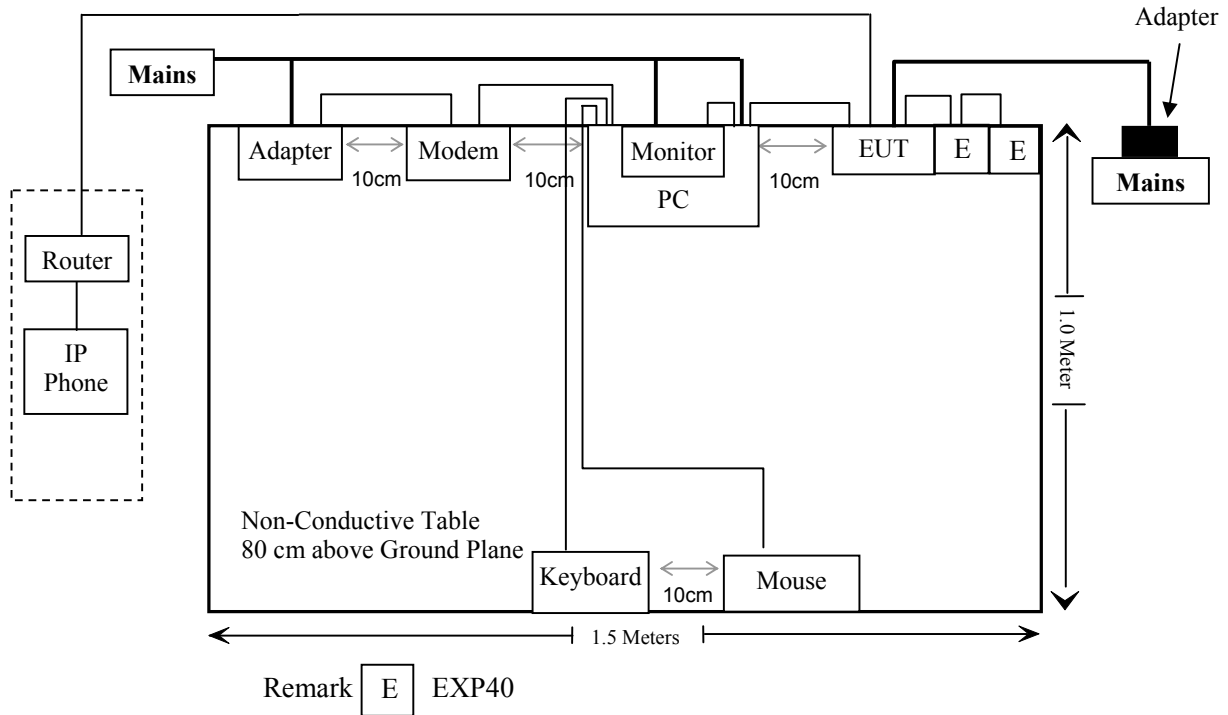 Adapter
Mains
Adapter
Modem
Monitor
EUT
E
E
10cm
10cm
10cm
PC
Mains
Router
IP
Phone
1.0 Meter
Non-Conductive Table
80 cm above Ground Plane
Keyboard
10cm
Mouse
1.5 Meters
Remark E EXP40